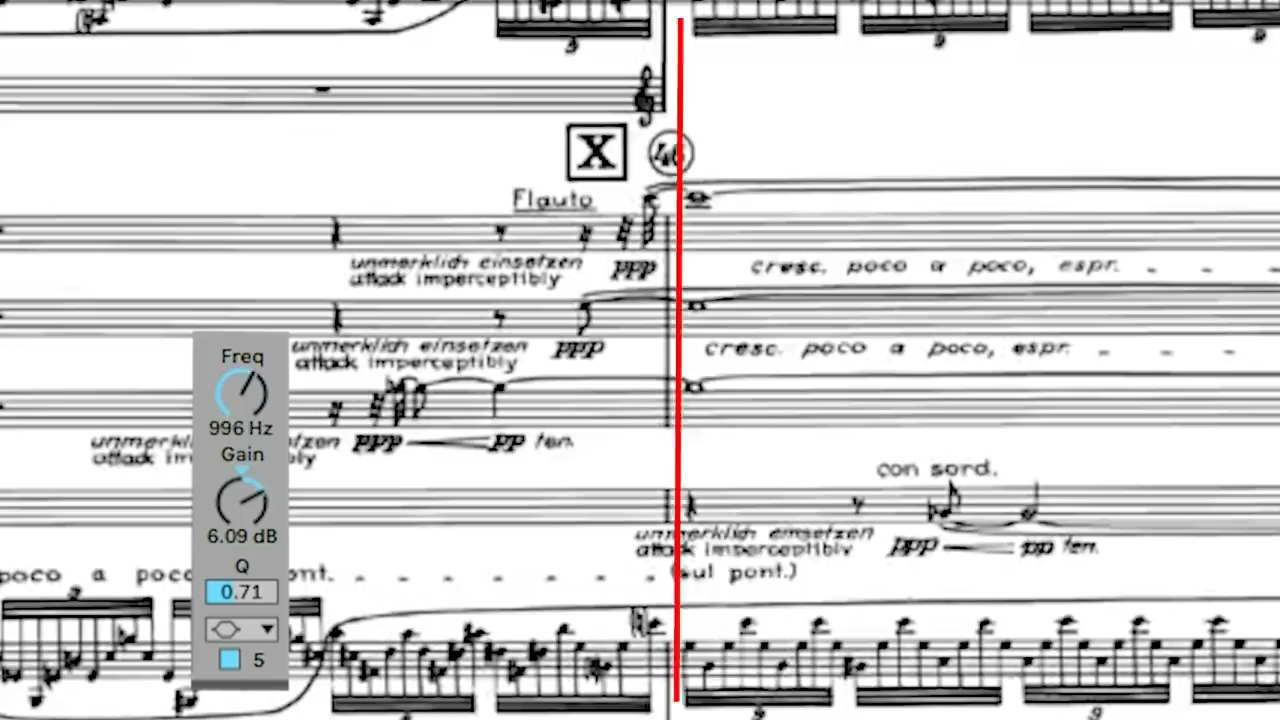 X
46
Flauto
unmerklich einsetzen
attack imperceptibly
ppp
cresc. poco a poco, espr.
unmerklich einsetzen
attack imperceptibly
ppp
cresc. poco a poco, espr.
Freq
996 Hz
Gain
6.09 dB
Q
0.71
5
ppp
pp ten.
con sord.
unmerklich einsetzen
attack imperceptibly
ppp
pp ten.
poco a poco
(sul pont.)